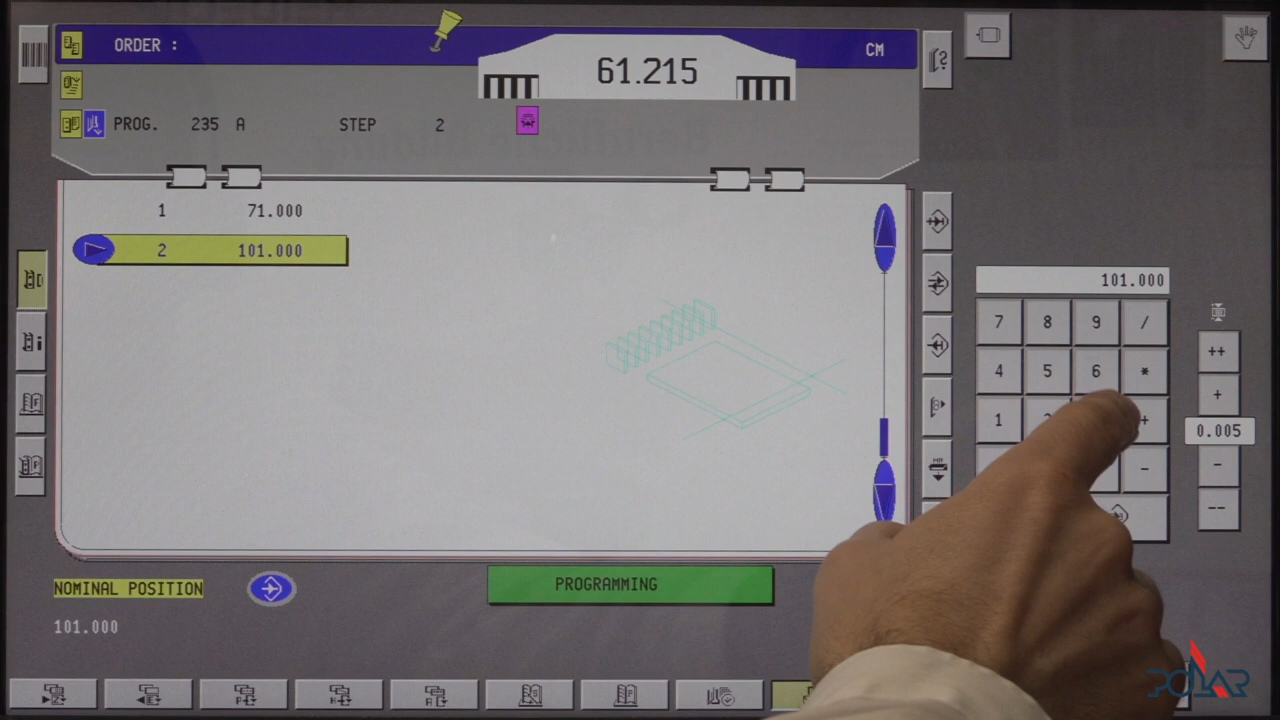 ORDER :
61.215
CM
PROG. 235 A STEP 2
1 71.000
2 101.000
101.000
7 8 9 /
4 5 6 *
1 +
-
++
+
0.005
-
--
NOMINAL POSITION
PROGRAMMING
101.000
POLAR